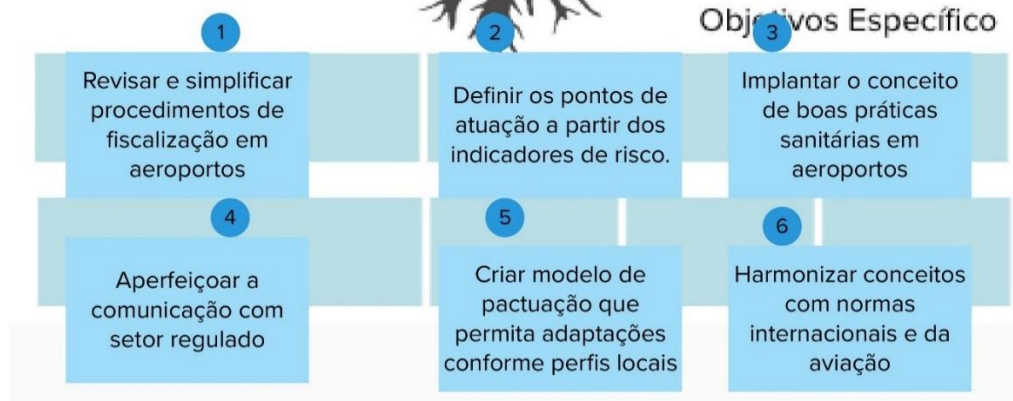 Objetivos Específico
1
Revisar e simplificar
procedimentos de
fiscalização em
aeroportos
2
Definir os pontos de
atuação a partir dos
indicadores de risco.
3
Implantar o conceito
de boas práticas
sanitárias em
aeroportos
4
Aperfeiçoar a
comunicação com
setor regulado
5
Criar modelo de
pactuação que
permita adaptações
conforme perfis locais
6
Harmonizar conceitos
com normas
internacionais e da
aviação